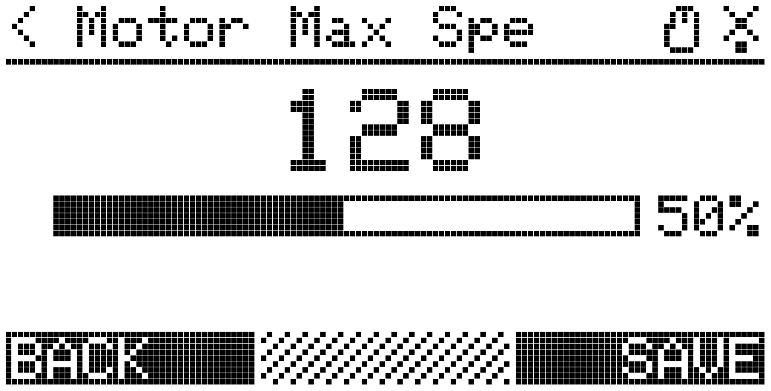 < Motor Max Spe
128
50%
BACK SAVE